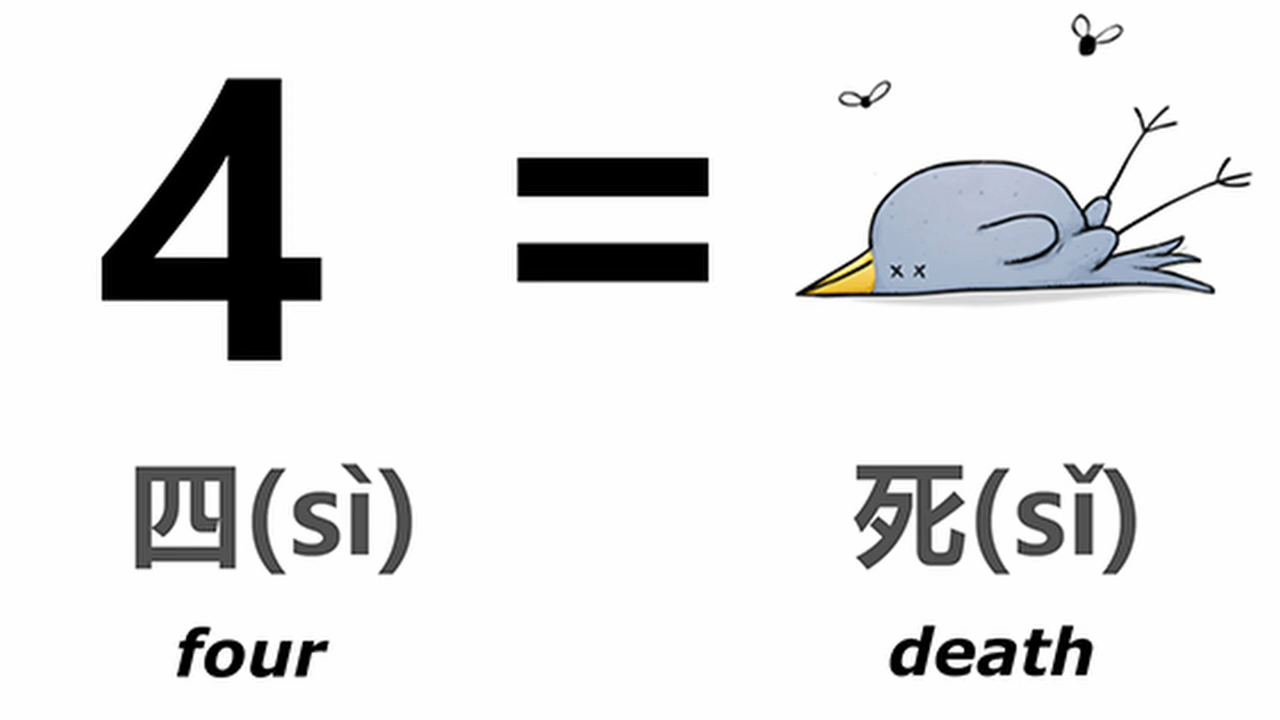 4 =
四(sì) 死(sǐ)
four death